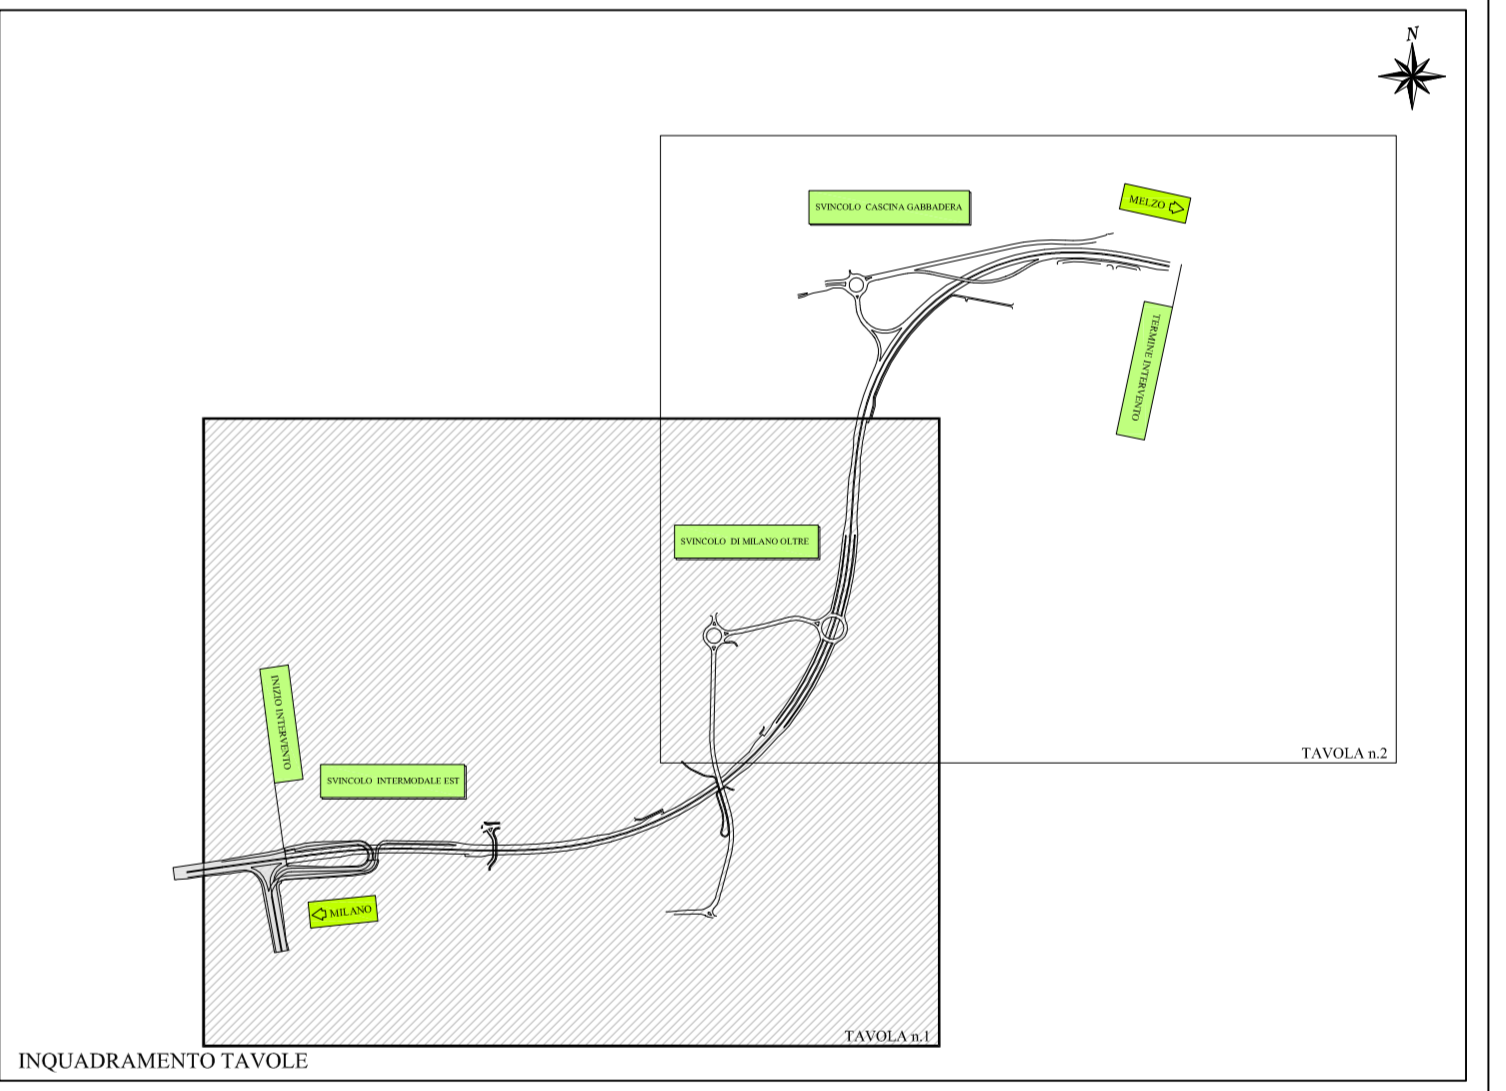 N
MELZO
SVINCOLO CASCINA GABBADERA
TERMINE INTERVENTO
SVINCOLO DI MILANO OLTRE
INIZIO INTERVENTO
TAVOLA n.2
SVINCOLO INTERMODALE EST
MILANO
TAVOLA n.1
INQUADRAMENTO TAVOLE